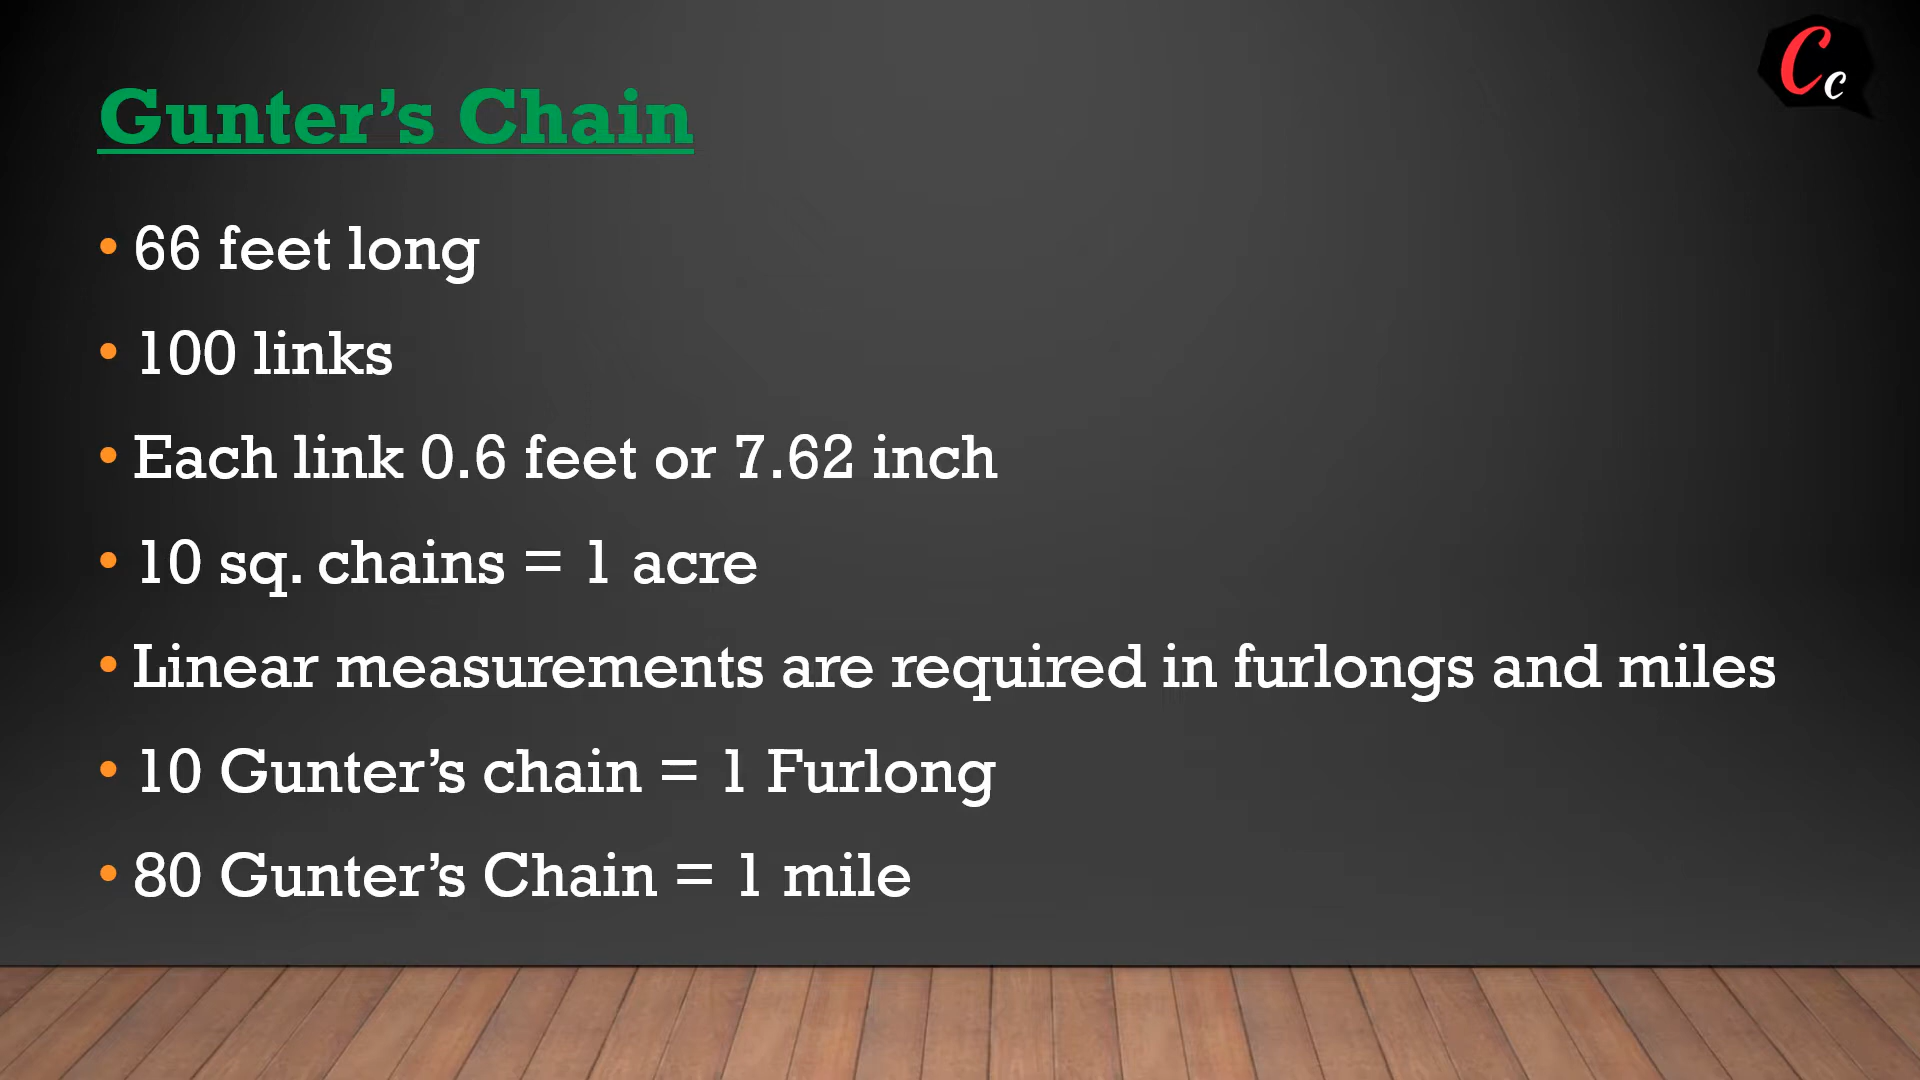 Cc
Gunter’s Chain
• 66 feet long
• 100 links
• Each link 0.6 feet or 7.62 inch
• 10 sq. chains = 1 acre
• Linear measurements are required in furlongs and miles
• 10 Gunter’s chain = 1 Furlong
• 80 Gunter’s Chain = 1 mile